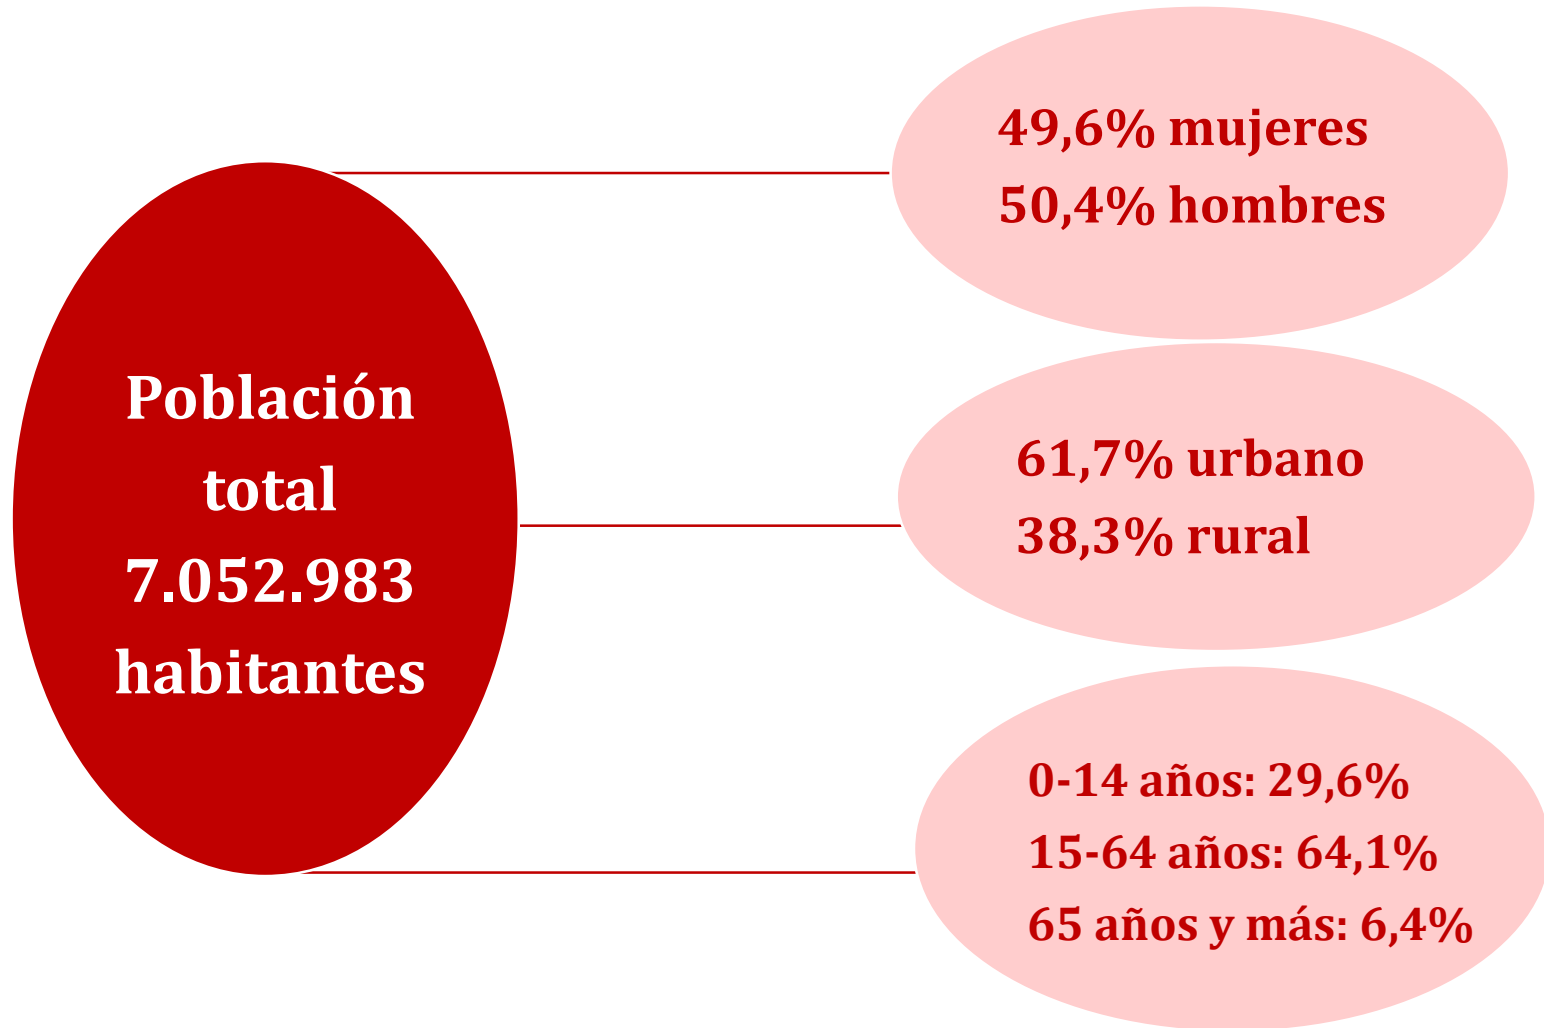 Pobláción
total
7.052.983
habitantes
49,6% mujeres
50,4% hombres
61,7% urbano
38,3% rural
0-14 años: 29,6%
15-64 años: 64,1%
65 años y más: 6,4%